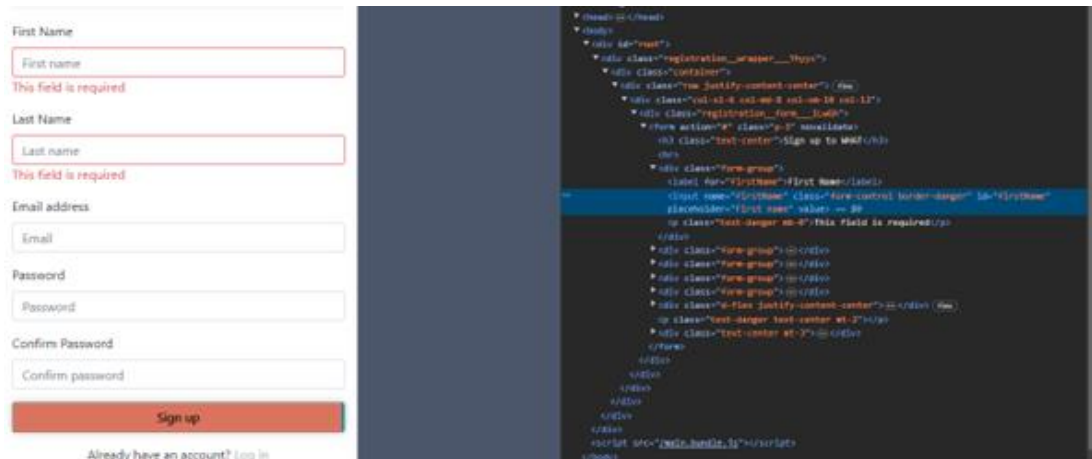 First Name
First name
This field is required
Last Name
Last name
This field is required
Email address
Email
Password
Password
Confirm Password
Confirm password
Sign up
Already have an account? Log in
<head>…</head>
<body>
<div id="root">
<div class="container">
<div class="row justify-content-center"> flex
<form action="#" class="p-3" novalidate>
<h3 class="text-center">Sign up to WHAT</h3>
<hr>
<div class="form-group">
<label for="firstName">First Name</label>
<input name="firstName" class="form-control border-danger" id="firstName"
placeholder="First name" value> == $0
<p class="text-danger mb-0">This field is required</p>
</div>
<div class="form-group">…</div>
<div class="form-group">…</div>
<div class="form-group">…</div>
<div class="form-group">…</div>
<div class="d-flex justify-content-center">…</div> flex
<p class="text-danger text-center mt-2"></p>
<div class="text-center mt-3">…</div>
</form>
</div>
</div>
</div>
</div>
</div>
</div>
<script src="/main.bundle.js"></script>
</body>